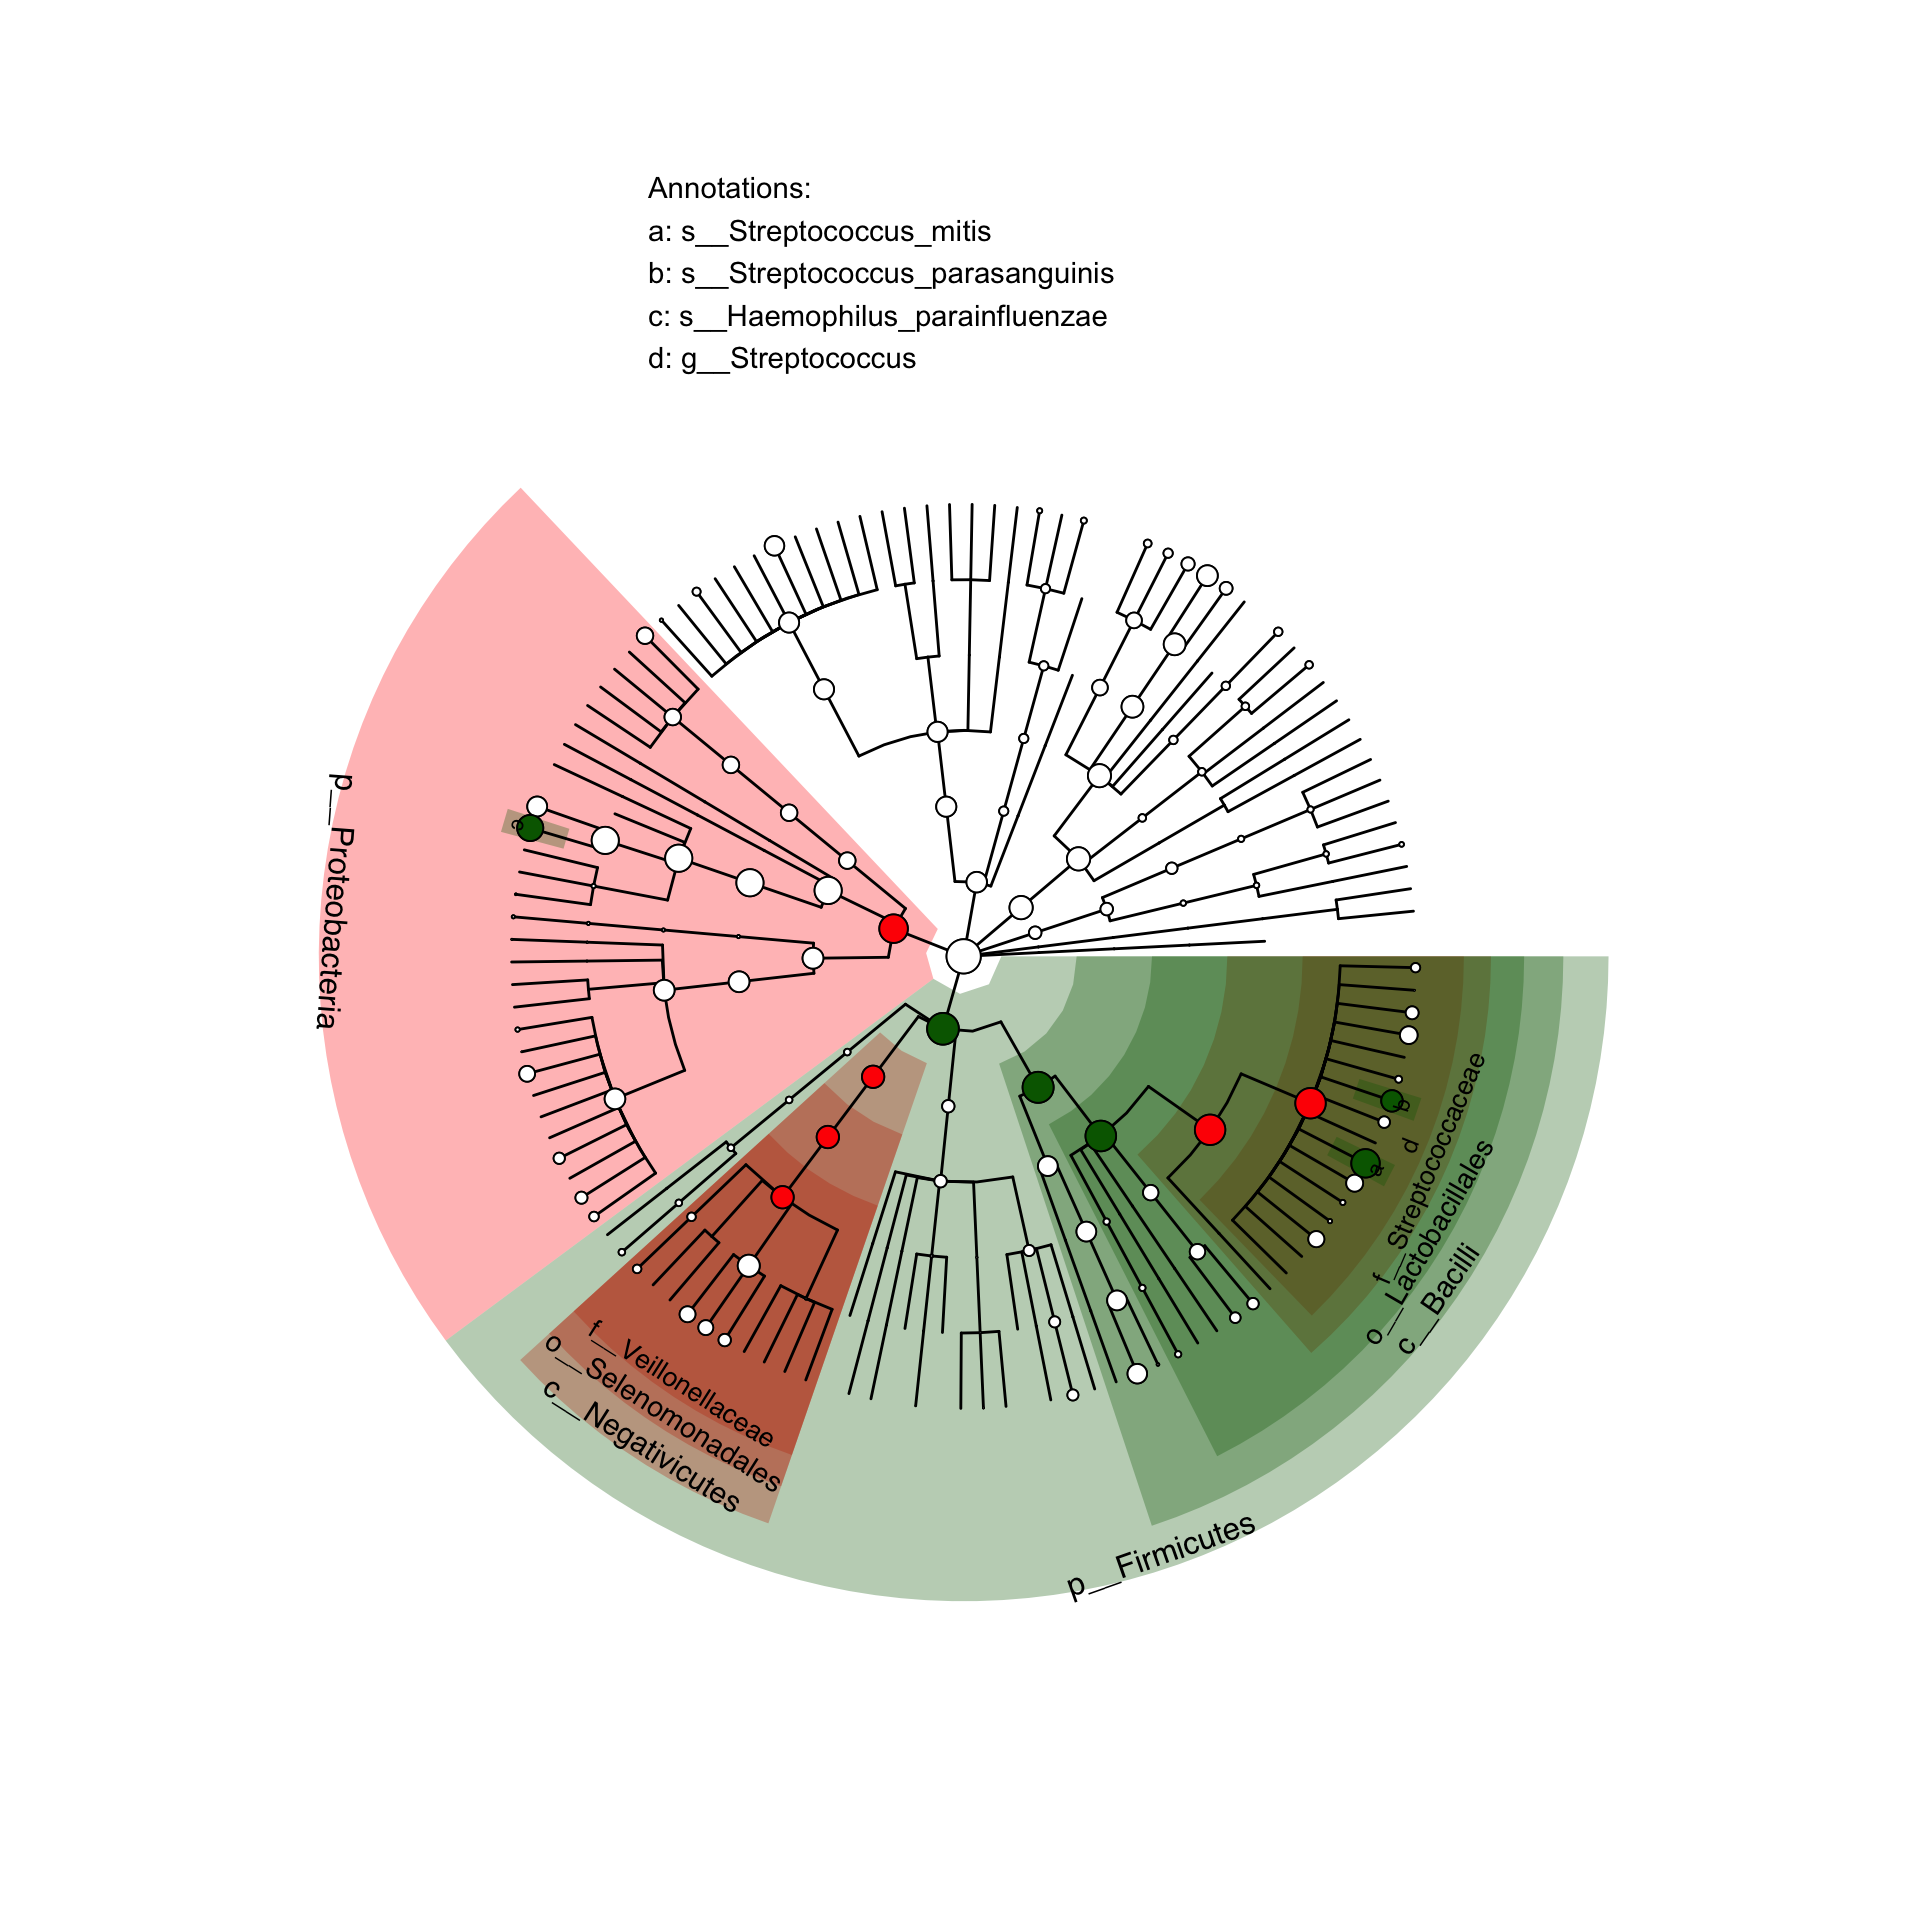 Annotations:
a: s__Streptococcus_mitis
b: s__Streptococcus_parasanguinis
c: s__Haemophilus_parainfluenzae
d: g__Streptococcus
p__Proteobacteria
c
b
d
a
f__Streptococcaceae
o__Lactobacillales
c__Bacilli
f__Veillonellaceae
o__Selenomonadales
c__Negativicutes
p__Firmicutes